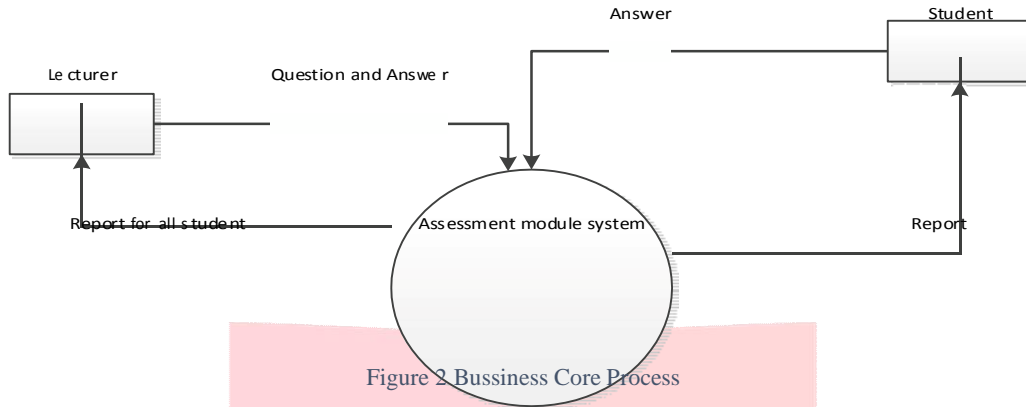 Answer
Student
Lecturer
Question and Answer
Report for all student
Assessment module system
Report
Figure 2 Bussiness Core Process